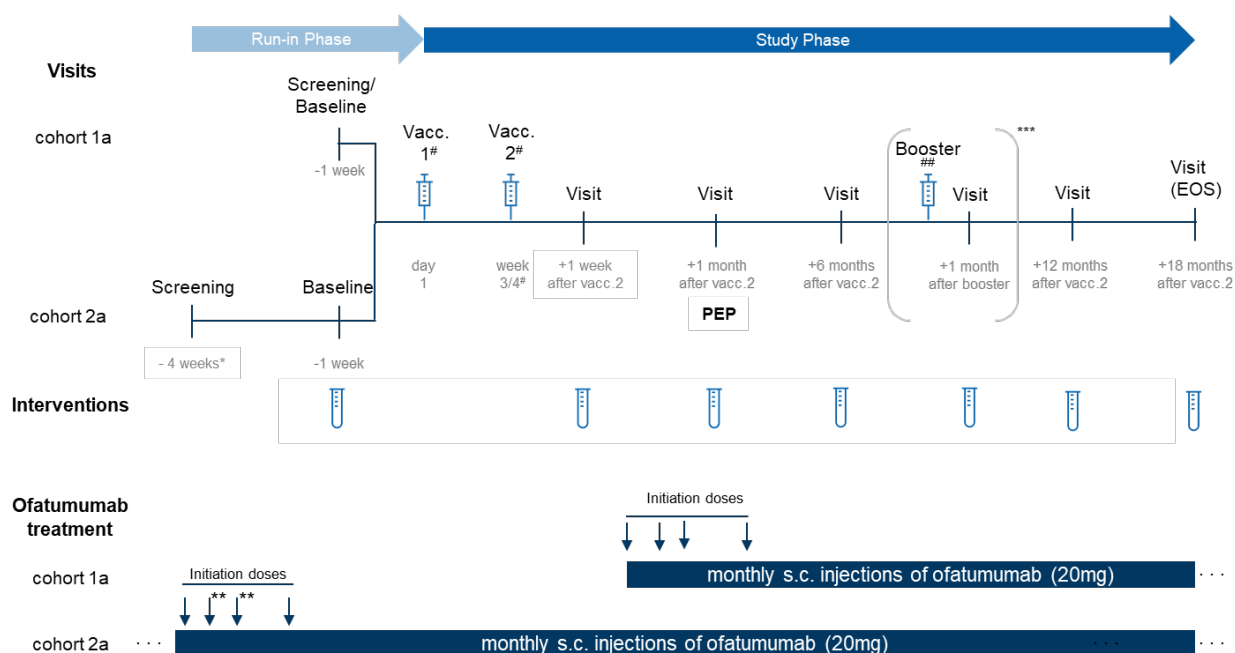 Run-in Phase
Study Phase
Visits
Screening/
Baseline
cohort 1a
-1 week
Vacc.
1#
Vacc.
2#
Visit
Visit
Visit
Booster
##
Visit
***
Visit
Visit
(EOS)
day
1
week
3/4#
+1 week
after vacc.2
+1 month
after vacc.2
PEP
+6 months
after vacc.2
+1 month
after booster
+12 months
after vacc.2
+18 months
after vacc.2
Screening
Baseline
cohort 2a
- 4 weeks*
-1 week
Interventions
Ofatumumab
treatment
Initiation doses
cohort 1a
monthly s.c. injections of ofatumumab (20mg)
. . .
Initiation doses
** **
cohort 2a
. . .
monthly s.c. injections of ofatumumab (20mg)
. . .
. . .